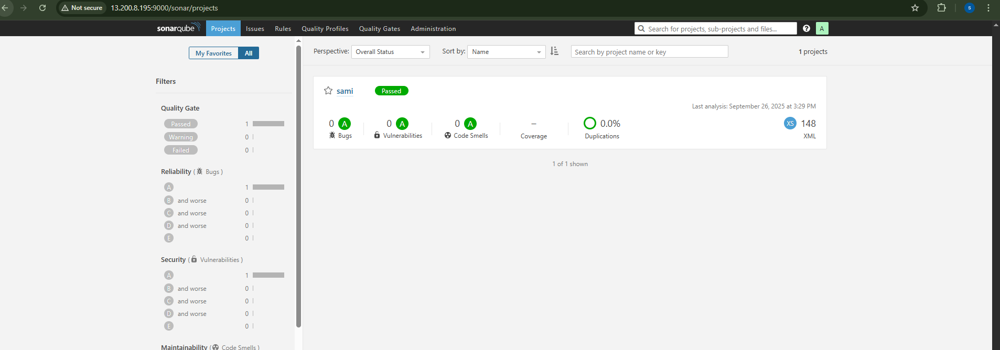 Not secure 13.200.8.195:9000/sonar/projects S
sonarqube Projects Issues Rules Quality Profiles Quality Gates Administration Search for projects, sub-projects and files... ? A
My Favorites All
Perspective: Overall Status Sort by: Name Search by project name or key 1 projects
Filters
Quality Gate
Passed 1
Warning 0
Failed 0
Reliability ( Bugs )
A 1
B and worse 0
C and worse 0
D and worse 0
E 0
Security ( Vulnerabilities )
A 1
B and worse 0
C and worse 0
D and worse 0
E 0
Maintainability ( Code Smells )
sami Passed
Last analysis: September 26, 2025 at 3:29 PM
0 A 0 A 0 A – 0.0% XS 148
Bugs Vulnerabilities Code Smells Coverage Duplications XML
1 of 1 shown